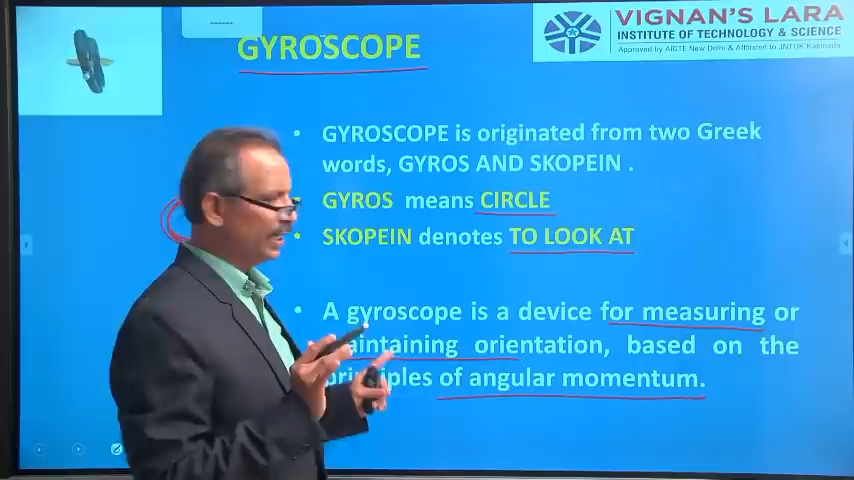 GYROSCOPE
VIGNAN'S LARA
INSTITUTE OF TECHNOLOGY & SCIENCE
Approved by AICTE New Delhi & Affiliated to JNTUK Kakinada
• GYROSCOPE is originated from two Greek
words, GYROS AND SKOPEIN .
• GYROS means CIRCLE
• SKOPEIN denotes TO LOOK AT
• A gyroscope is a device for measuring or
orientation, based on the
of angular momentum.